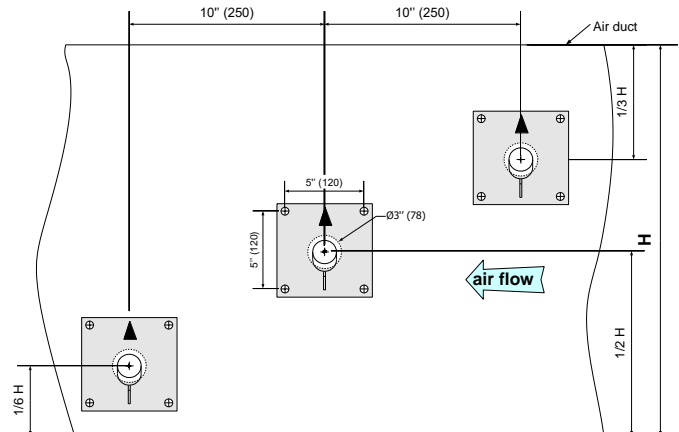 10" (250)
10" (250)
Air duct
1/3 H
5" (120)
Ø3" (78)
5" (120)
H
air flow
1/2 H
1/6 H